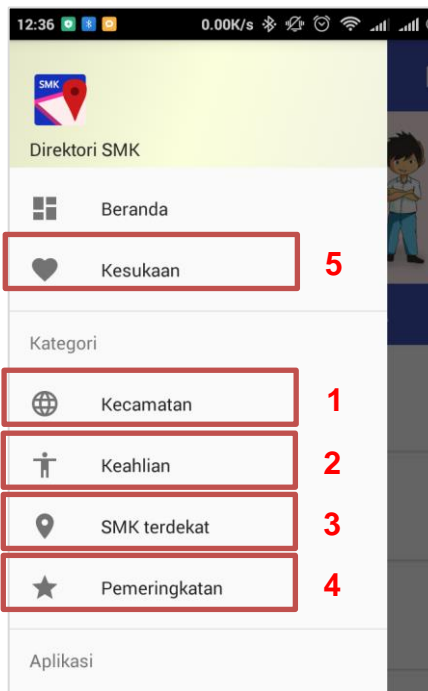 12:36 0.00K/s
SMK
Direktori SMK
Beranda
Kesukaan 5
Kategori
Kecamatan 1
Keahlian 2
SMK terdekat 3
Pemeringkatan 4
Aplikasi